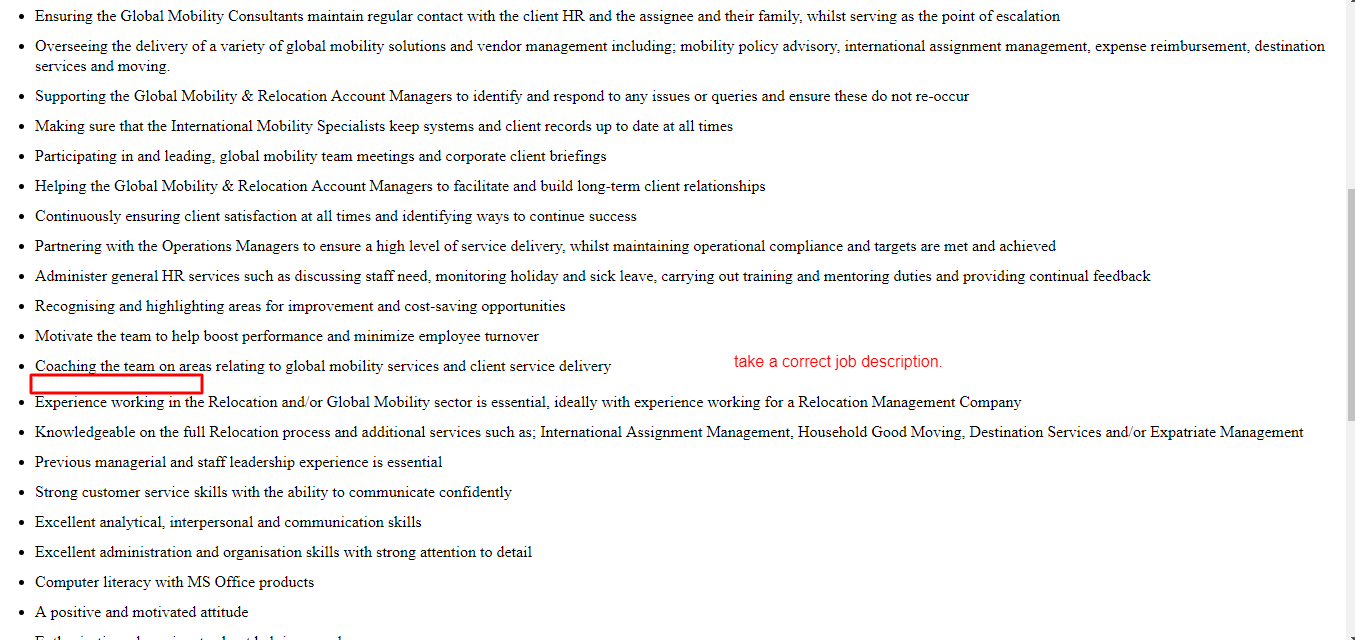 • Ensuring the Global Mobility Consultants maintain regular contact with the client HR and the assignee and their family, whilst serving as the point of escalation
• Overseeing the delivery of a variety of global mobility solutions and vendor management including; mobility policy advisory, international assignment management, expense reimbursement, destination
services and moving.
• Supporting the Global Mobility & Relocation Account Managers to identify and respond to any issues or queries and ensure these do not re-occur
• Making sure that the International Mobility Specialists keep systems and client records up to date at all times
• Participating in and leading, global mobility team meetings and corporate client briefings
• Helping the Global Mobility & Relocation Account Managers to facilitate and build long-term client relationships
• Continuously ensuring client satisfaction at all times and identifying ways to continue success
• Partnering with the Operations Managers to ensure a high level of service delivery, whilst maintaining operational compliance and targets are met and achieved
• Administer general HR services such as discussing staff need, monitoring holiday and sick leave, carrying out training and mentoring duties and providing continual feedback
• Recognising and highlighting areas for improvement and cost-saving opportunities
• Motivate the team to help boost performance and minimize employee turnover
• Coaching the team on areas relating to global mobility services and client service delivery
take a correct job description.
• Experience working in the Relocation and/or Global Mobility sector is essential, ideally with experience working for a Relocation Management Company
• Knowledgeable on the full Relocation process and additional services such as; International Assignment Management, Household Good Moving, Destination Services and/or Expatriate Management
• Previous managerial and staff leadership experience is essential
• Strong customer service skills with the ability to communicate confidently
• Excellent analytical, interpersonal and communication skills
• Excellent administration and organisation skills with strong attention to detail
• Computer literacy with MS Office products
• A positive and motivated attitude